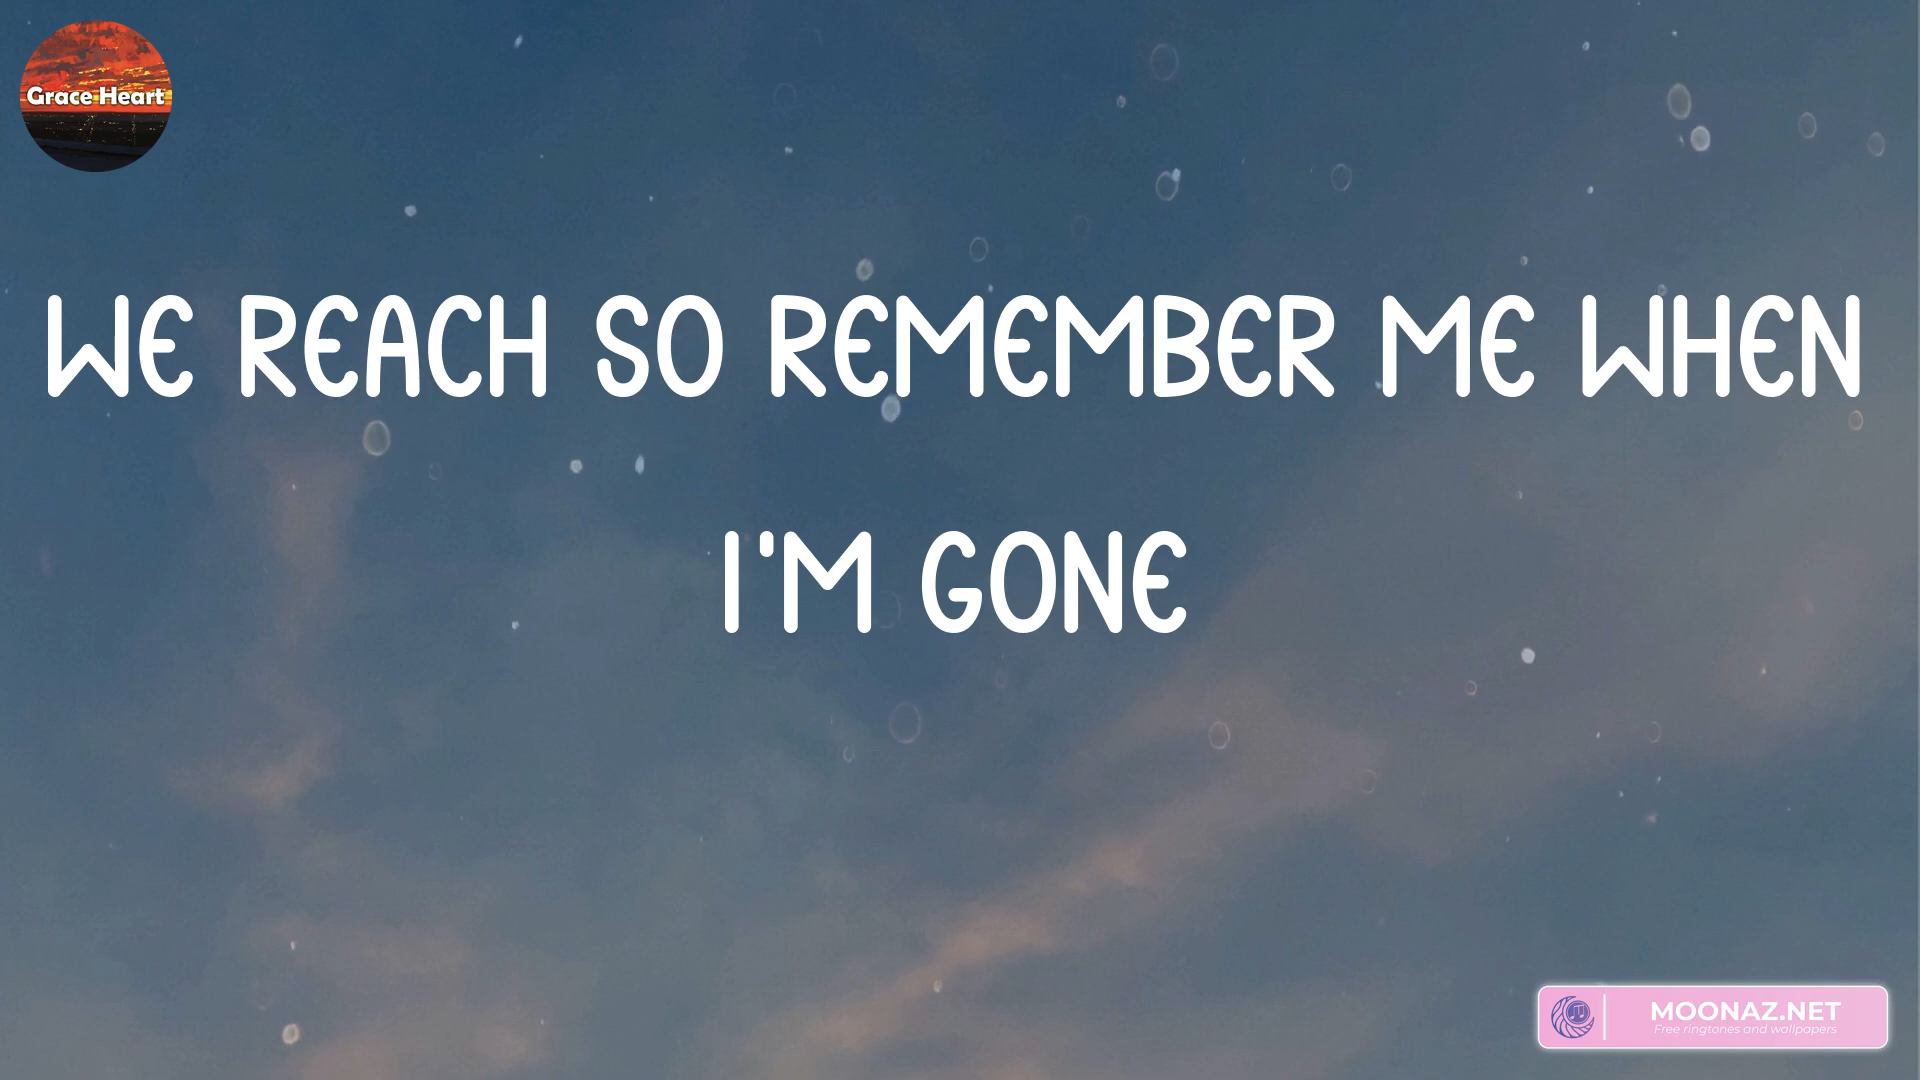 Grace Heart
WE REACH SO REMEMBER ME WHEN
I'M GONE
MOONAZ.NET
Free ringtones and wallpapers